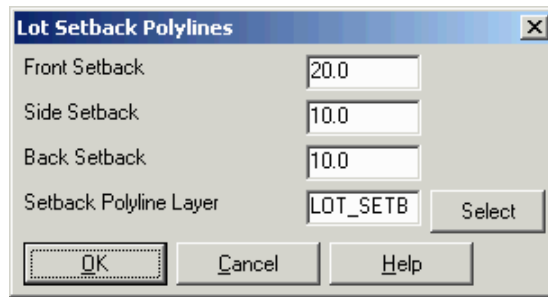 Lot Setback Polylines
Front Setback 20.0
Side Setback 10.0
Back Setback 10.0
Setback Polyline Layer LOT_SETB Select
OK Cancel Help